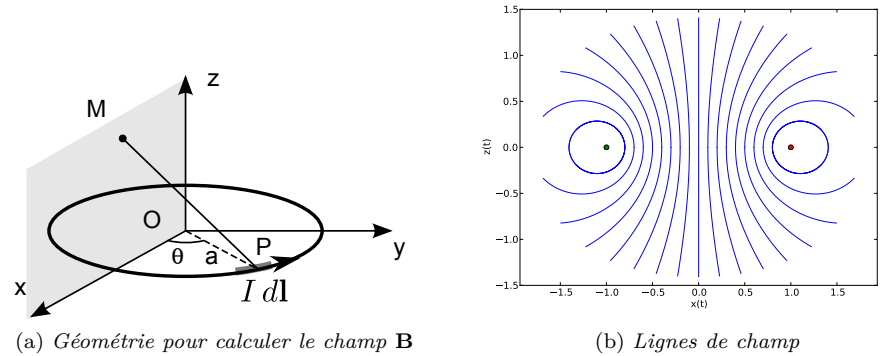 z
M
O
P
y
θ
a
x
I dl
(a) Géométrie pour calculer le champ B
1.5
1.0
0.5
0.0
−0.5
−1.0
−1.5
z(t)
−1.5 −1.0 −0.5 0.0 0.5 1.0 1.5
x(t)
(b) Lignes de champ